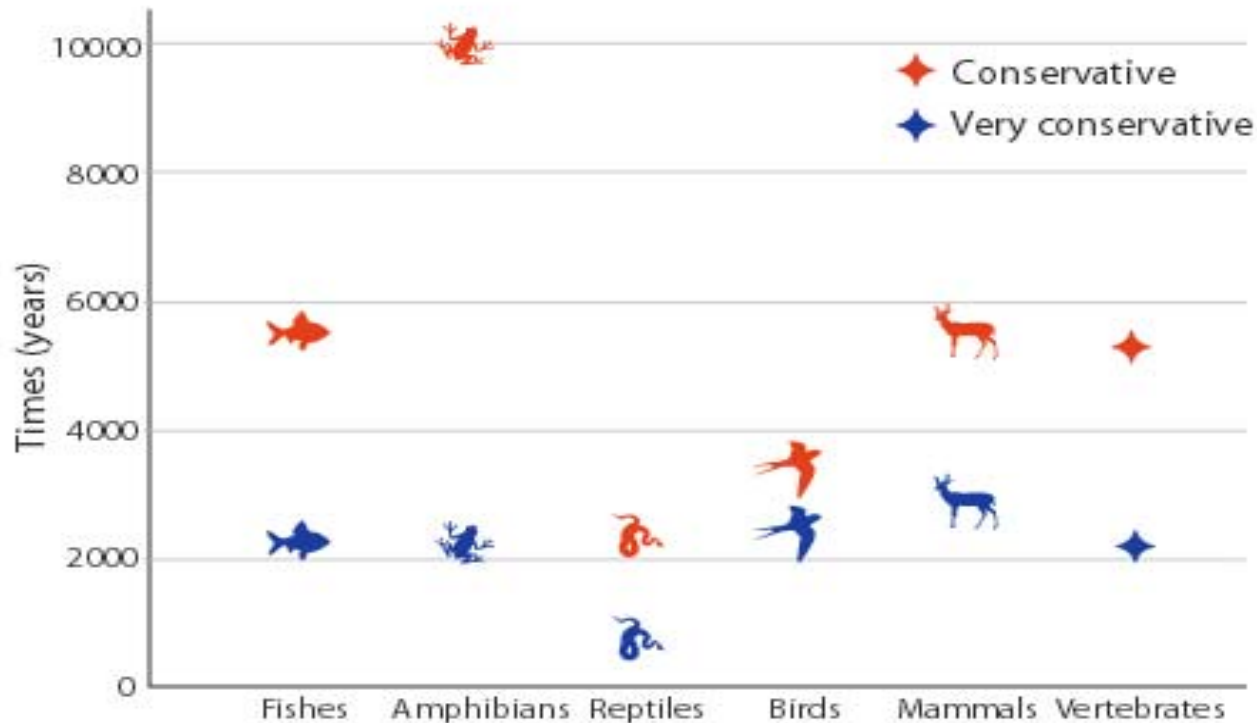 10000
8000
6000
4000
2000
0
Times (years)
Conservative
Very conservative
Fishes Amphibians Reptiles Birds Mammals Vertebrates